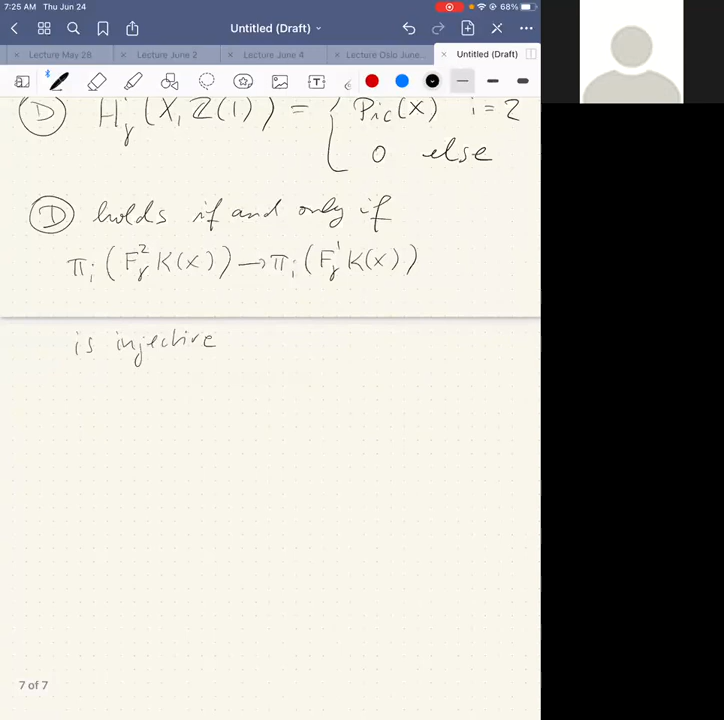 7:25 AM Thu Jun 24
68%
Untitled (Draft)
Lecture May 28
Lecture June 2
Lecture June 4
Lecture Oslo June...
Untitled (Draft)
Ⓓ H^i_γ(X, ℤ(1)) = { Pic(X) i = 2
0 else
Ⓓ holds if and only if
π_i(F^2_γ K(X)) → π_i(F^1_γ K(X))
is injective
7 of 7